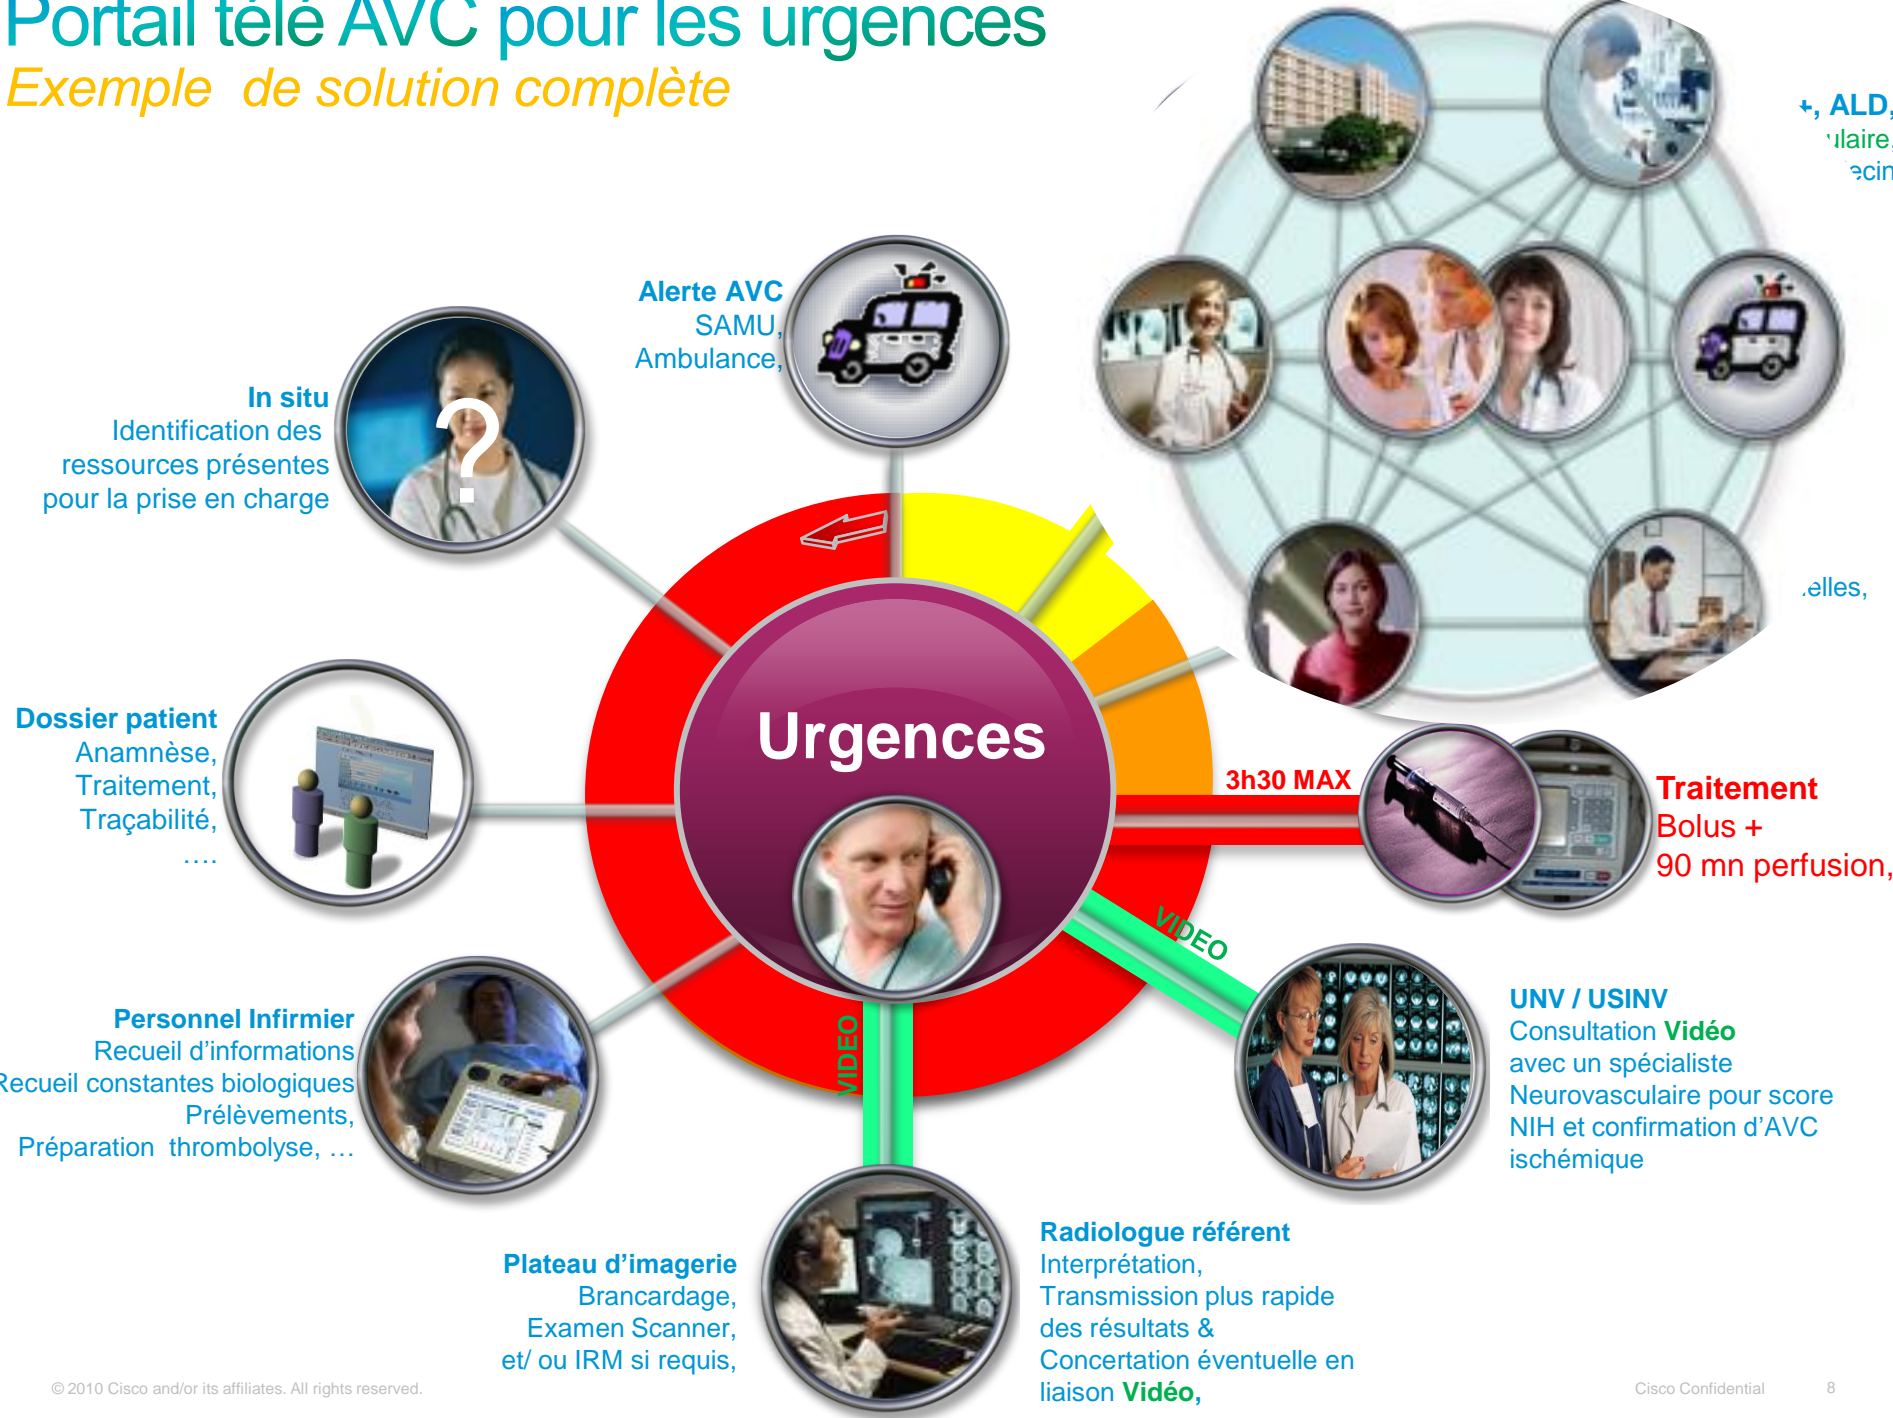 Portail télé AVC pour les urgences
Exemple de solution complète
+, ALD,
Alerte AVC
SAMU,
Ambulance,
In situ
Identification des
ressources présentes
pour la prise en charge
?
Dossier patient
Anamnèse,
Traitement,
Traçabilité,
….
Urgences
3h30 MAX
Traitement
Bolus +
90 mn perfusion,
VIDEO
VIDEO
UNV / USINV
Consultation Vidéo
avec un spécialiste
Neurovasculaire pour score
NIH et confirmation d’AVC
ischémique
Personnel Infirmier
Recueil d’informations
Recueil constantes biologiques
Prélèvements,
Préparation thrombolyse, …
Plateau d’imagerie
Brancardage,
Examen Scanner,
et/ ou IRM si requis,
Radiologue référent
Interprétation,
Transmission plus rapide
des résultats &
Concertation éventuelle en
liaison Vidéo,
© 2010 Cisco and/or its affiliates. All rights reserved.
Cisco Confidential
8